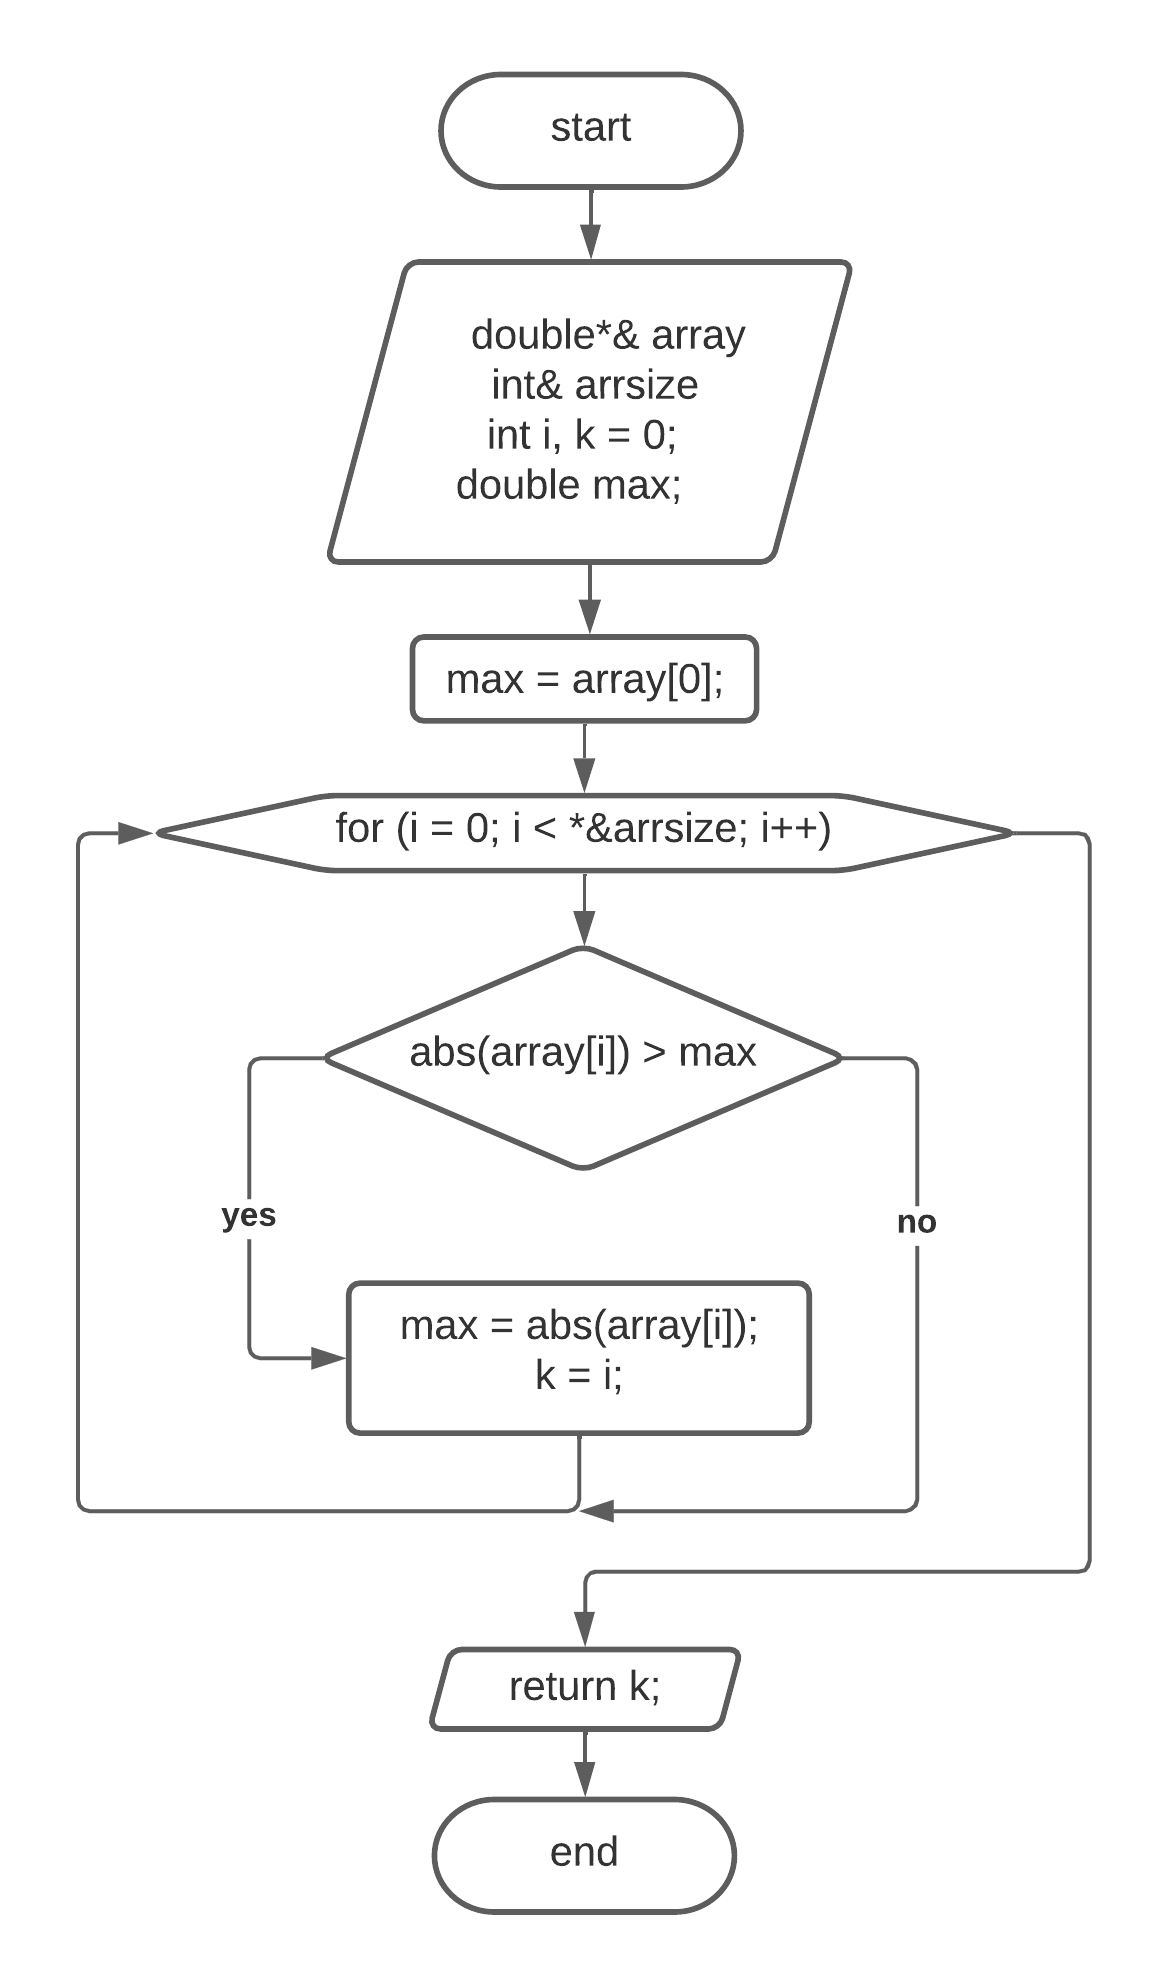 start
double*& array
int& arrsize
int i, k = 0;
double max;
max = array[0];
for (i = 0; i < *&arrsize; i++)
abs(array[i]) > max
yes
no
max = abs(array[i]);
k = i;
return k;
end